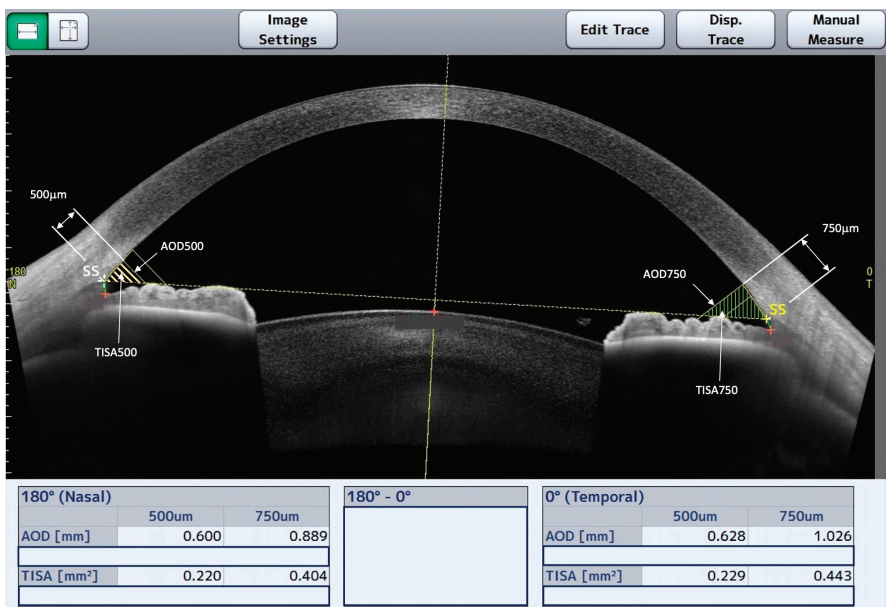 Image
Settings
Edit Trace
Disp.
Trace
Manual
Measure
500μm
AOD500
750μm
SS
180
N
AOD750
0
T
SS
TISA500
TISA750
180° (Nasal)
500um 750um
AOD [mm] 0.600 0.889
TISA [mm²] 0.220 0.404
180° - 0°
0° (Temporal)
500um 750um
AOD [mm] 0.628 1.026
TISA [mm²] 0.229 0.443